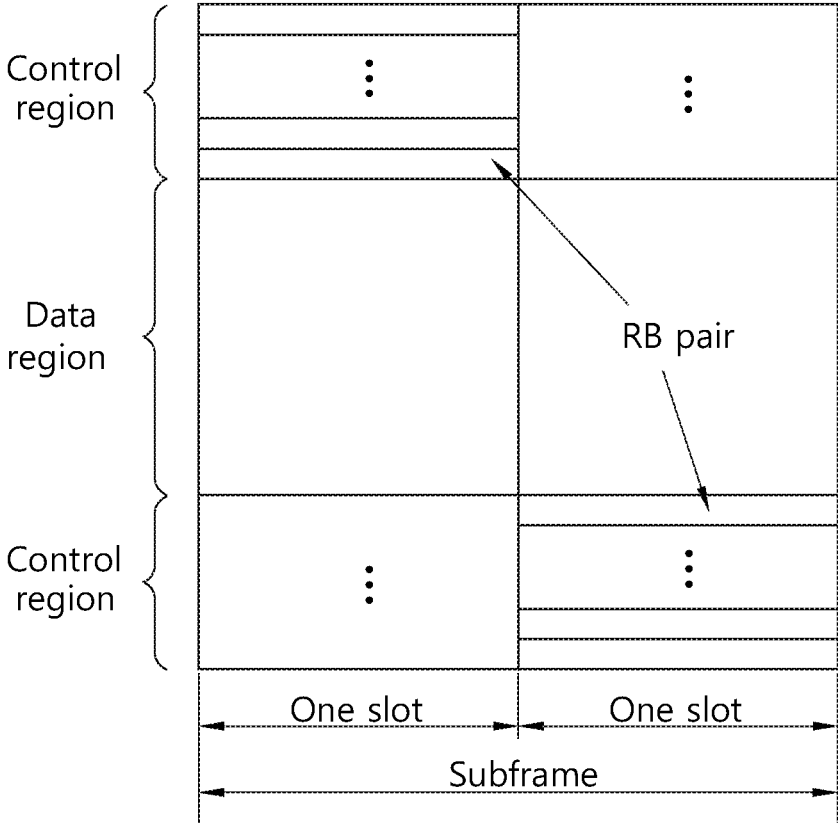 Control
region
Data
region
RB pair
Control
region
One slot
One slot
Subframe